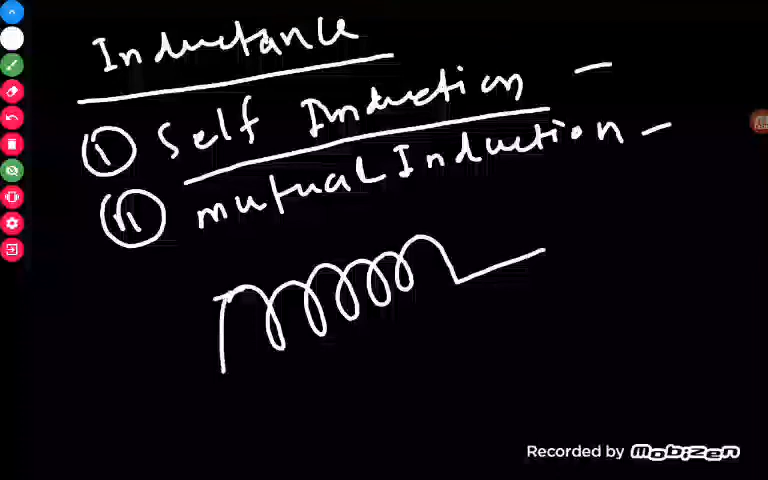 Inductance
(i) Self Induction -
(ii) mutual Induction -
Recorded by mobizen